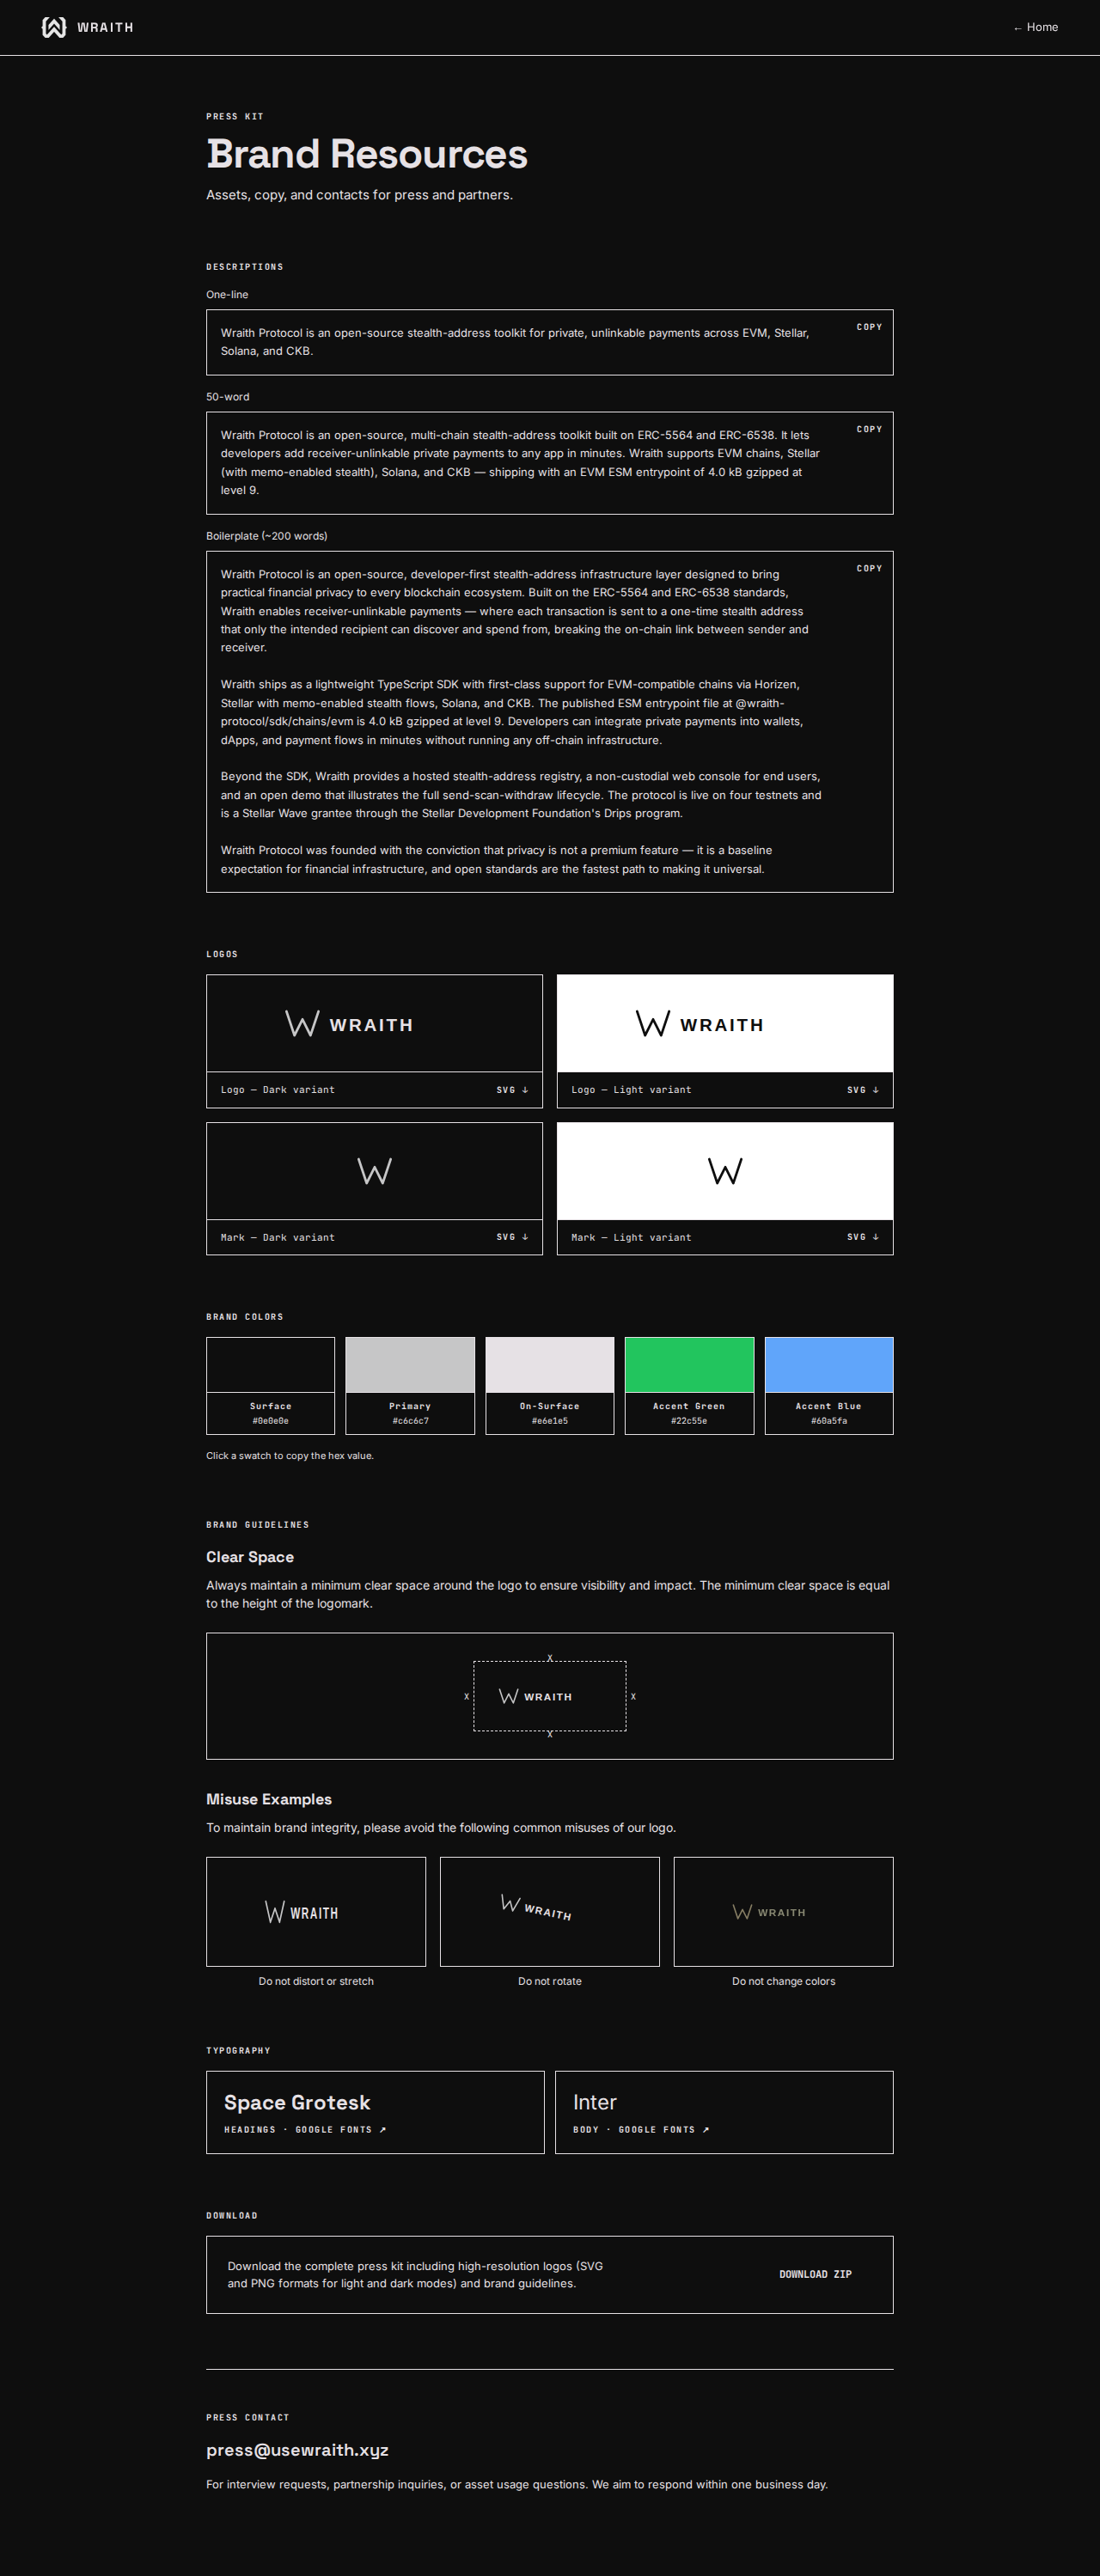 WRAITH
← Home
PRESS KIT
Brand Resources
Assets, copy, and contacts for press and partners.
DESCRIPTIONS
One-line
Wraith Protocol is an open-source stealth-address toolkit for private, unlinkable payments across EVM, Stellar,
Solana, and CKB.
COPY
50-word
Wraith Protocol is an open-source, multi-chain stealth-address toolkit built on ERC-5564 and ERC-6538. It lets
developers add receiver-unlinkable private payments to any app in minutes. Wraith supports EVM chains, Stellar
(with memo-enabled stealth), Solana, and CKB — shipping with an EVM ESM entrypoint of 4.0 kB gzipped at
level 9.
COPY
Boilerplate (~200 words)
Wraith Protocol is an open-source, developer-first stealth-address infrastructure layer designed to bring
practical financial privacy to every blockchain ecosystem. Built on the ERC-5564 and ERC-6538 standards,
Wraith enables receiver-unlinkable payments — where each transaction is sent to a one-time stealth address
that only the intended recipient can discover and spend from, breaking the on-chain link between sender and
receiver.
COPY
Wraith ships as a lightweight TypeScript SDK with first-class support for EVM-compatible chains via Horizen,
Stellar with memo-enabled stealth flows, Solana, and CKB. The published ESM entrypoint file at @wraith-
protocol/sdk/chains/evm is 4.0 kB gzipped at level 9. Developers can integrate private payments into wallets,
dApps, and payment flows in minutes without running any off-chain infrastructure.
Beyond the SDK, Wraith provides a hosted stealth-address registry, a non-custodial web console for end users,
and an open demo that illustrates the full send-scan-withdraw lifecycle. The protocol is live on four testnets and
is a Stellar Wave grantee through the Stellar Development Foundation's Drips program.
Wraith Protocol was founded with the conviction that privacy is not a premium feature — it is a baseline
expectation for financial infrastructure, and open standards are the fastest path to making it universal.
LOGOS
W WRAITH
W WRAITH
Logo — Dark variant
SVG ↓
Logo — Light variant
SVG ↓
W
W
Mark — Dark variant
SVG ↓
Mark — Light variant
SVG ↓
BRAND COLORS
Surface
#0e0e0e
Primary
#c6c6c7
On-Surface
#e6e1e5
Accent Green
#22c55e
Accent Blue
#60a5fa
Click a swatch to copy the hex value.
BRAND GUIDELINES
Clear Space
Always maintain a minimum clear space around the logo to ensure visibility and impact. The minimum clear space is equal
to the height of the logomark.
X
X
W WRAITH
X
X
Misuse Examples
To maintain brand integrity, please avoid the following common misuses of our logo.
W WRAITH
W WRAITH
W WRAITH
Do not distort or stretch
Do not rotate
Do not change colors
TYPOGRAPHY
Space Grotesk
HEADINGS · GOOGLE FONTS ↗
Inter
BODY · GOOGLE FONTS ↗
DOWNLOAD
Download the complete press kit including high-resolution logos (SVG
and PNG formats for light and dark modes) and brand guidelines.
DOWNLOAD ZIP
PRESS CONTACT
press@usewraith.xyz
For interview requests, partnership inquiries, or asset usage questions. We aim to respond within one business day.